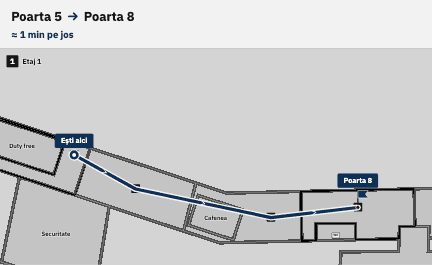 Poarta 5 → Poarta 8
≈ 1 min pe jos
1 Etaj 1
Ești aici
Duty free
Poarta 8
Cafenea
Securitate